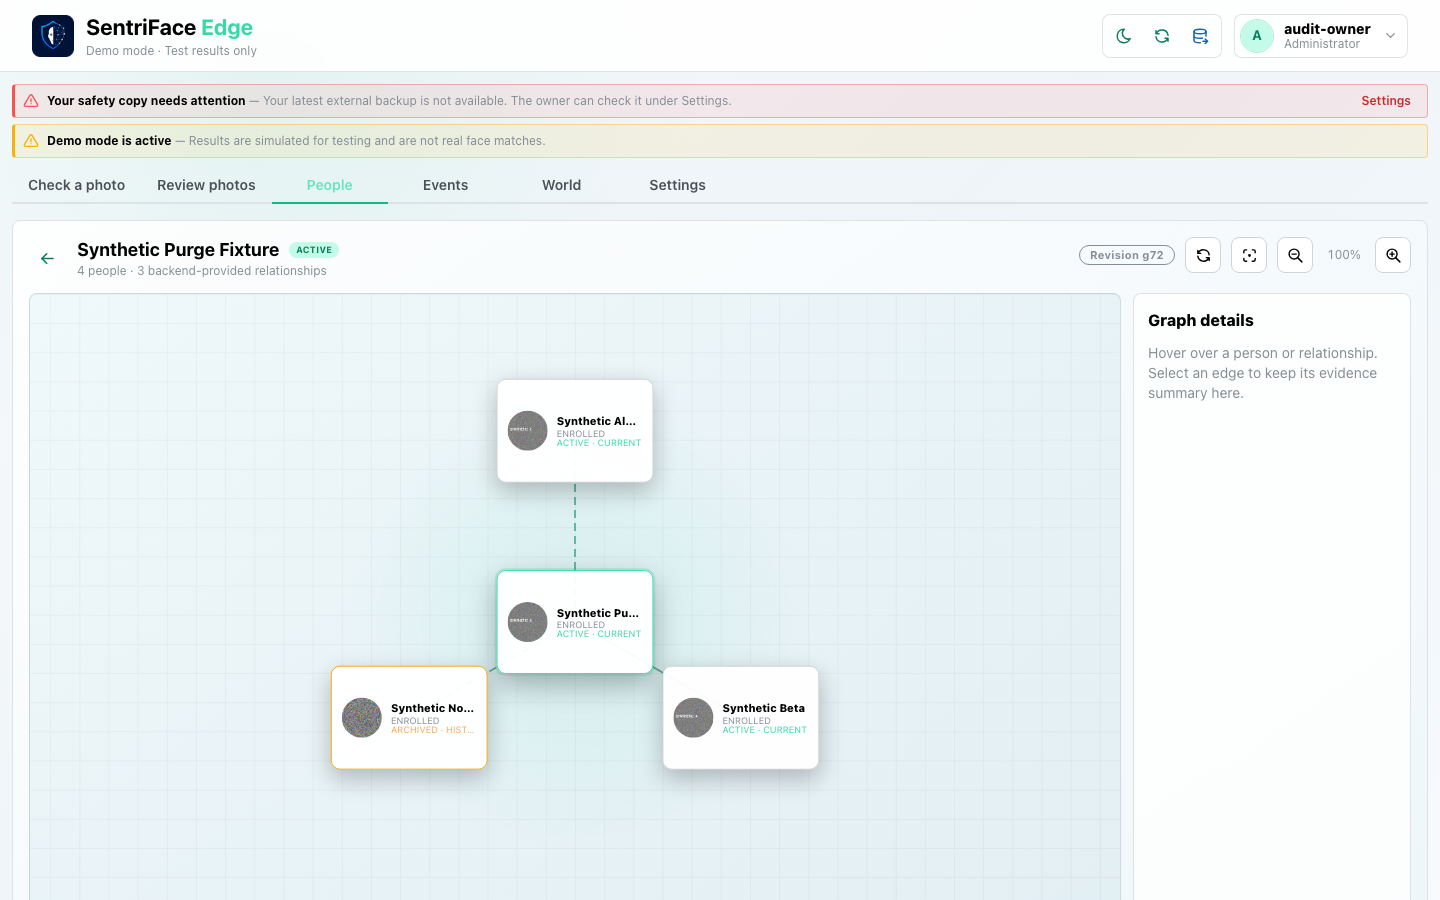 SentriFace Edge
Demo mode · Test results only
A
audit-owner
Administrator
Your safety copy needs attention — Your latest external backup is not available. The owner can check it under Settings.
Settings
Demo mode is active — Results are simulated for testing and are not real face matches.
Check a photo
Review photos
People
Events
World
Settings
Synthetic Purge Fixture
ACTIVE
4 people · 3 backend-provided relationships
Revision g72
100%
Graph details
Hover over a person or relationship.
Select an edge to keep its evidence
summary here.
Synthetic Al...
ENROLLED
ACTIVE · CURRENT
Synthetic Pu...
ENROLLED
ACTIVE · CURRENT
Synthetic No...
ENROLLED
ARCHIVED · HIST...
Synthetic Beta
ENROLLED
ACTIVE · CURRENT